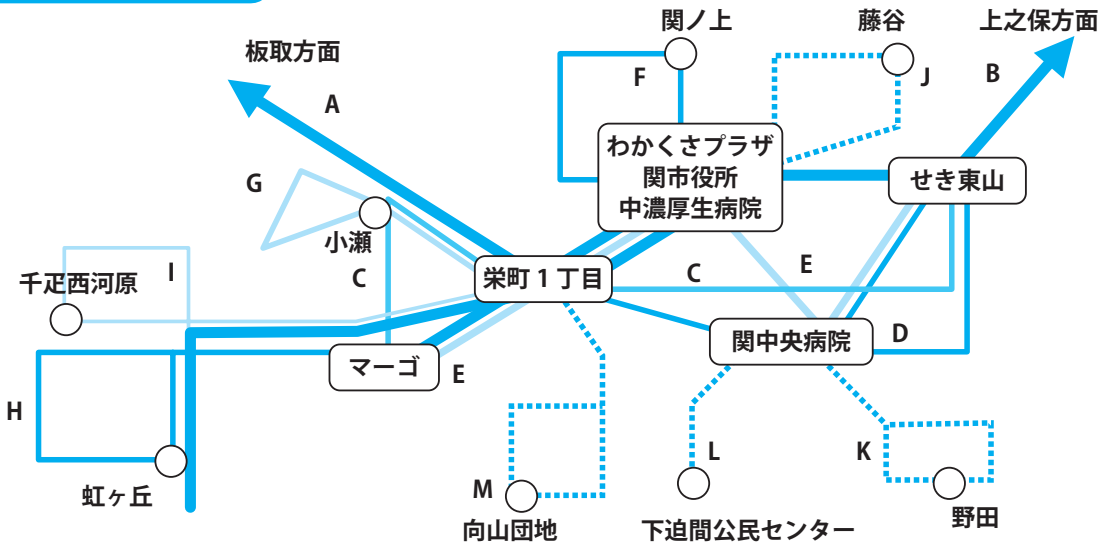 関ノ上
藤谷
上之保方面
板取方面
A
F
J
B
わかくさプラザ
関市役所
中濃厚生病院
せき東山
G
小瀬
C
栄町1丁目
C
E
千疋西河原
I
関中央病院
D
マーゴ
E
H
虹ヶ丘
M
向山団地
L
下迫間公民センター
K
野田